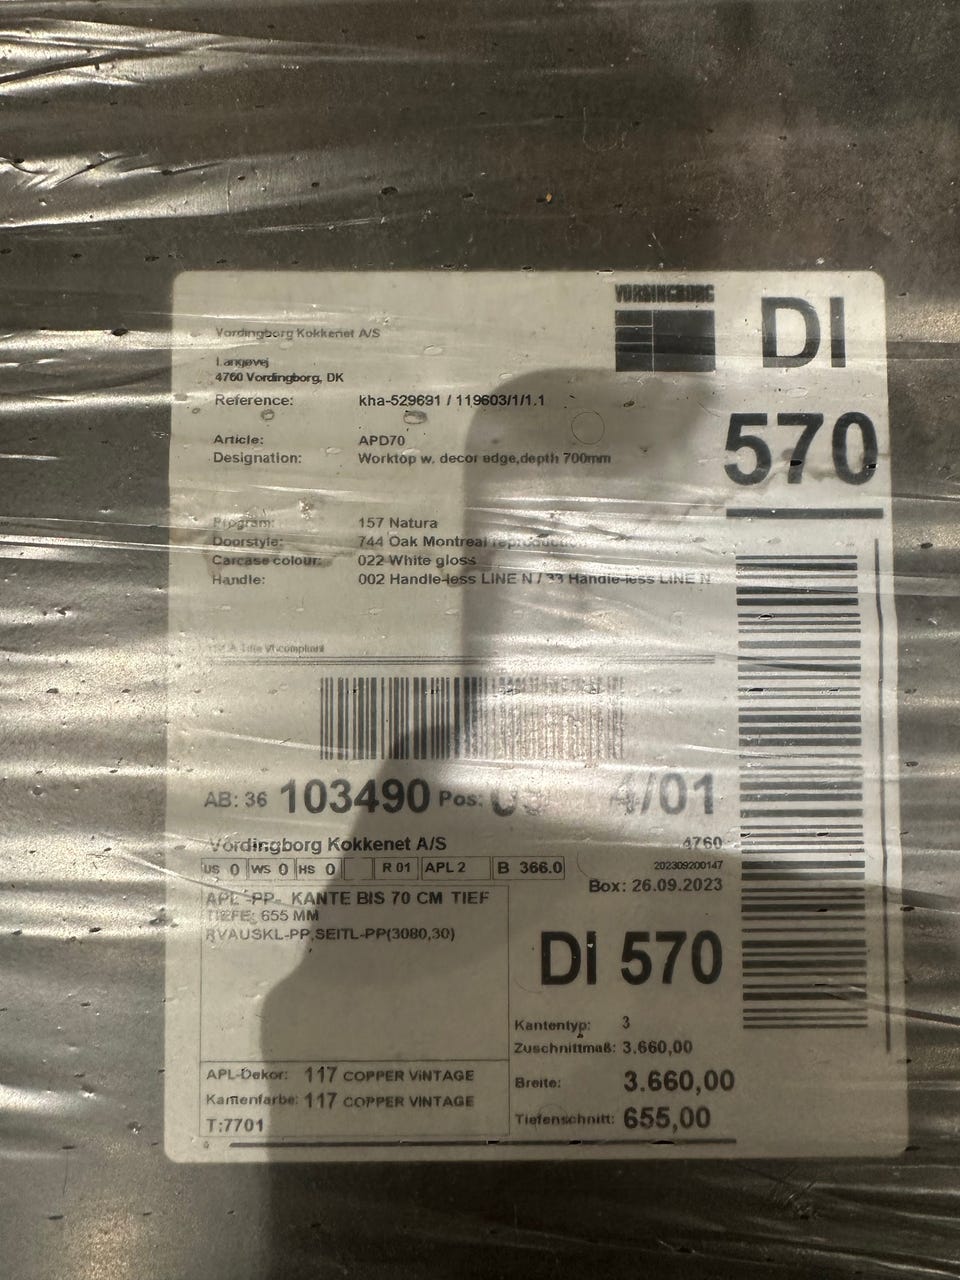 VORDINGBORG
DI
570
Vordingborg Kokkenet A/S
Langøvej
4760 Vordingborg, DK
Reference: kha-529691 / 119603/1/1.1
Article: APD70
Designation: Worktop w. decor edge,depth 700mm
Program: 157 Natura
Doorstyle: 744 Oak Montreal reproduction
Carcase colour: 022 White gloss
Handle: 002 Handle-less LINE N / 33 Handle-less LINE N
Title VI compliant
AB: 36 103490 Pos: 4/01
Vordingborg Kokkenet A/S 4760
US 0 WS 0 HS 0 R 01 APL 2 B 366.0 202309200147
Box: 26.09.2023
APL -PP- KANTE BIS 70 CM TIEF
TIEFE: 655 MM
RVAUSKL-PP,SEITL-PP(3080,30)
DI 570
Kantentyp: 3
Zuschnittmaß: 3.660,00
APL-Dekor: 117 COPPER VINTAGE
Breite: 3.660,00
Kantenfarbe: 117 COPPER VINTAGE
Tiefenschnitt: 655,00
T:7701